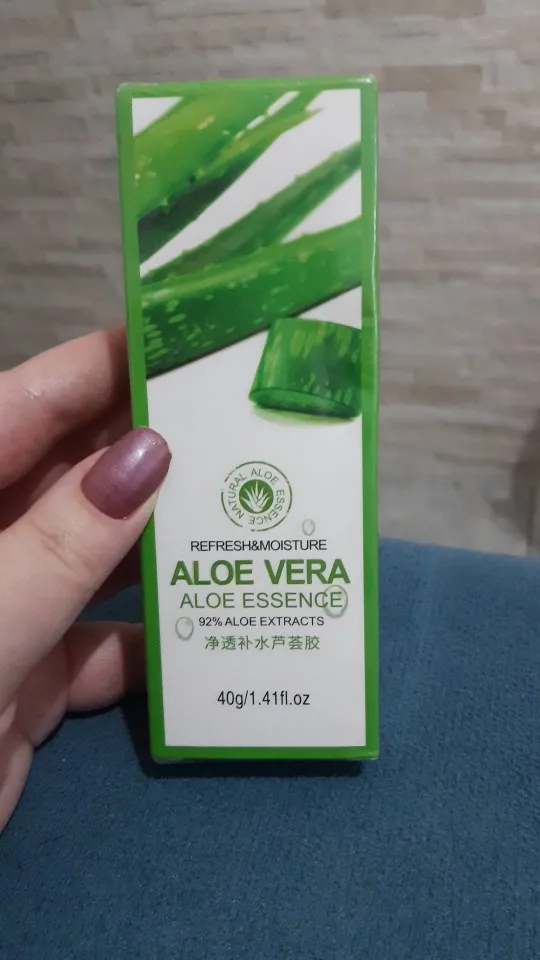 NATURAL ALOE ESSENCE
REFRESH&MOISTURE
ALOE VERA
ALOE ESSENCE
92% ALOE EXTRACTS
净透补水芦荟胶
40g/1.41fl.oz